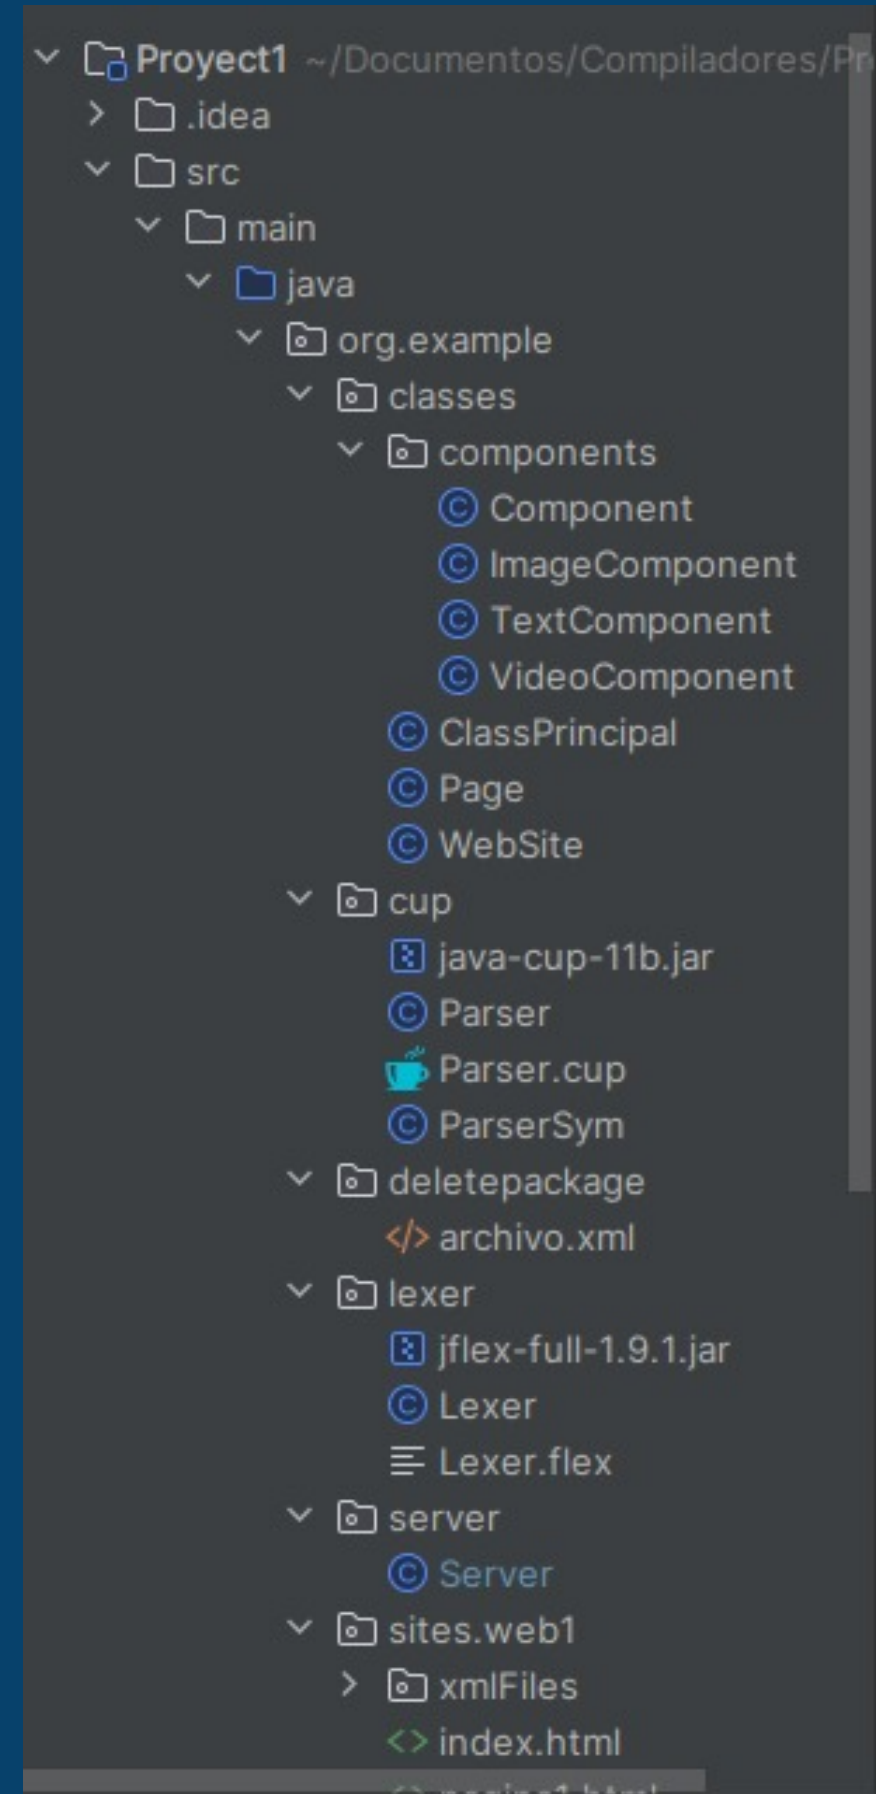 Proyect1 ~/Documentos/Compiladores/Pr
.idea
src
main
java
org.example
classes
components
Component
ImageComponent
TextComponent
VideoComponent
ClassPrincipal
Page
WebSite
cup
java-cup-11b.jar
Parser
Parser.cup
ParserSym
deletepackage
archivo.xml
lexer
jflex-full-1.9.1.jar
Lexer
Lexer.flex
server
Server
sites.web1
xmlFiles
index.html